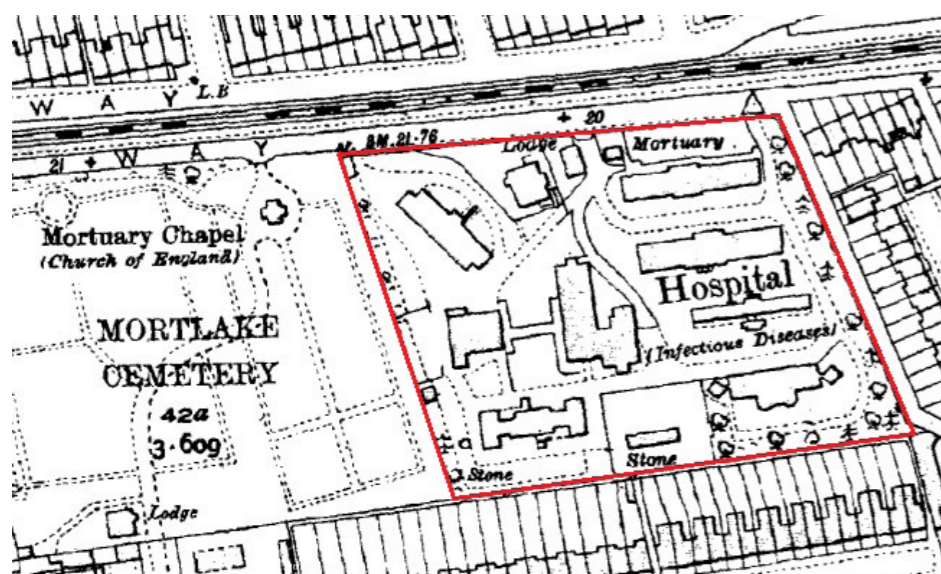 W A Y L.B
B.M. 21·76
20
21 W A Y
Lodge
Mortuary
Mortuary Chapel
(Church of England)
Hospital
(Infectious Diseases)
MORTLAKE
CEMETERY
42a
3·609
Stone
Stone
Lodge